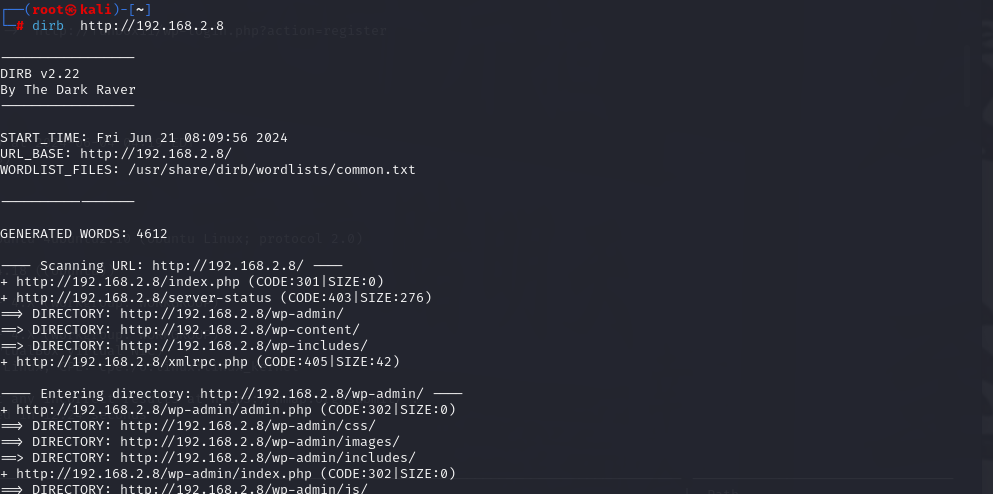 ┌──(root㉿kali)-[~]
└─# dirb  http://192.168.2.8
-----------------
DIRB v2.22
By The Dark Raver
-----------------
START_TIME: Fri Jun 21 08:09:56 2024
URL_BASE: http://192.168.2.8/
WORDLIST_FILES: /usr/share/dirb/wordlists/common.txt
-----------------
GENERATED WORDS: 4612
---- Scanning URL: http://192.168.2.8/ ----
+ http://192.168.2.8/index.php (CODE:301|SIZE:0)
+ http://192.168.2.8/server-status (CODE:403|SIZE:276)
==> DIRECTORY: http://192.168.2.8/wp-admin/
==> DIRECTORY: http://192.168.2.8/wp-content/
==> DIRECTORY: http://192.168.2.8/wp-includes/
+ http://192.168.2.8/xmlrpc.php (CODE:405|SIZE:42)
---- Entering directory: http://192.168.2.8/wp-admin/ ----
+ http://192.168.2.8/wp-admin/admin.php (CODE:302|SIZE:0)
==> DIRECTORY: http://192.168.2.8/wp-admin/css/
==> DIRECTORY: http://192.168.2.8/wp-admin/images/
==> DIRECTORY: http://192.168.2.8/wp-admin/includes/
+ http://192.168.2.8/wp-admin/index.php (CODE:302|SIZE:0)
==> DIRECTORY: http://192.168.2.8/wp-admin/js/